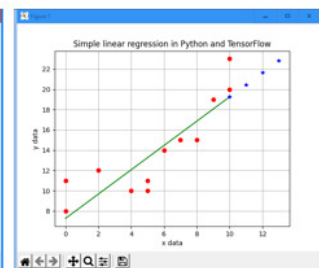 Figure 1
Simple linear regression in Python and TensorFlow
y data
22
20
18
16
14
12
10
8
0 2 4 6 8 10 12
x data